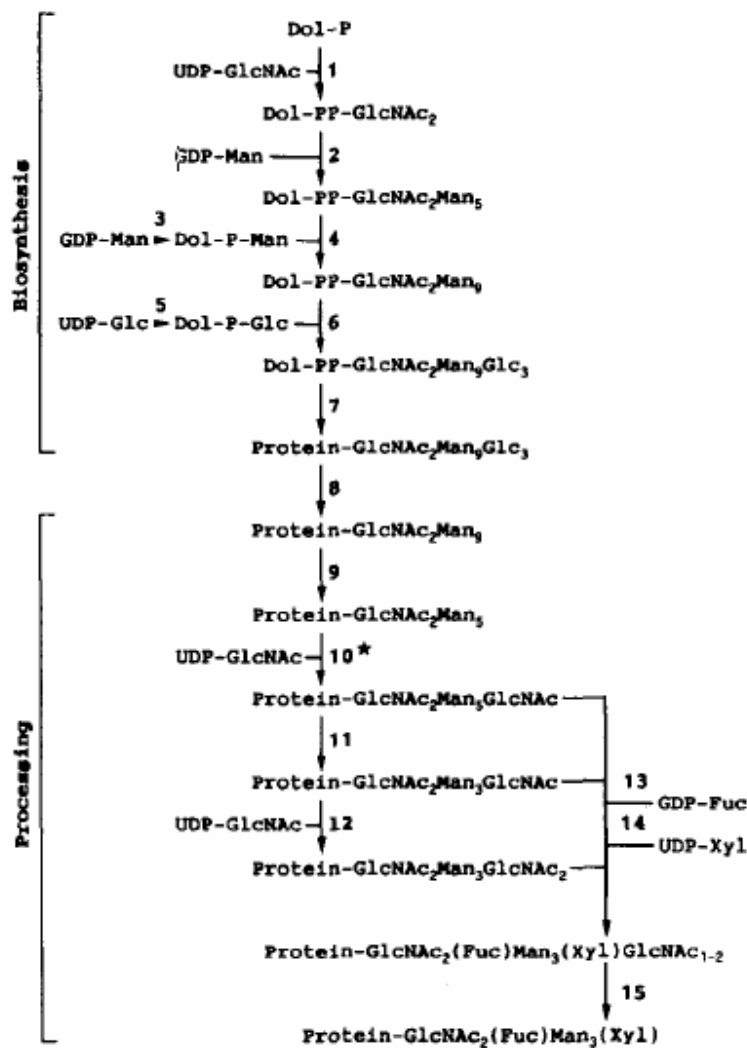 Dol-P
UDP-GlcNAc 1
Dol-PP-GlcNAc₂
GDP-Man 2
Dol-PP-GlcNAc₂Man₅
3
GDP-Man Dol-P-Man 4
Dol-PP-GlcNAc₂Man₉
5
UDP-Glc Dol-P-Glc 6
Dol-PP-GlcNAc₂Man₉Glc₃
7
Protein-GlcNAc₂Man₉Glc₃
Biosynthesis
8
Protein-GlcNAc₂Man₉
9
Protein-GlcNAc₂Man₅
UDP-GlcNAc 10*
Protein-GlcNAc₂Man₅GlcNAc
11
Protein-GlcNAc₂Man₃GlcNAc
13
GDP-Fuc
UDP-GlcNAc 12
14
UDP-Xyl
Protein-GlcNAc₂Man₃GlcNAc₂
Protein-GlcNAc₂(Fuc)Man₃(Xyl)GlcNAc₁₋₂
15
Protein-GlcNAc₂(Fuc)Man₃(Xyl)
Processing